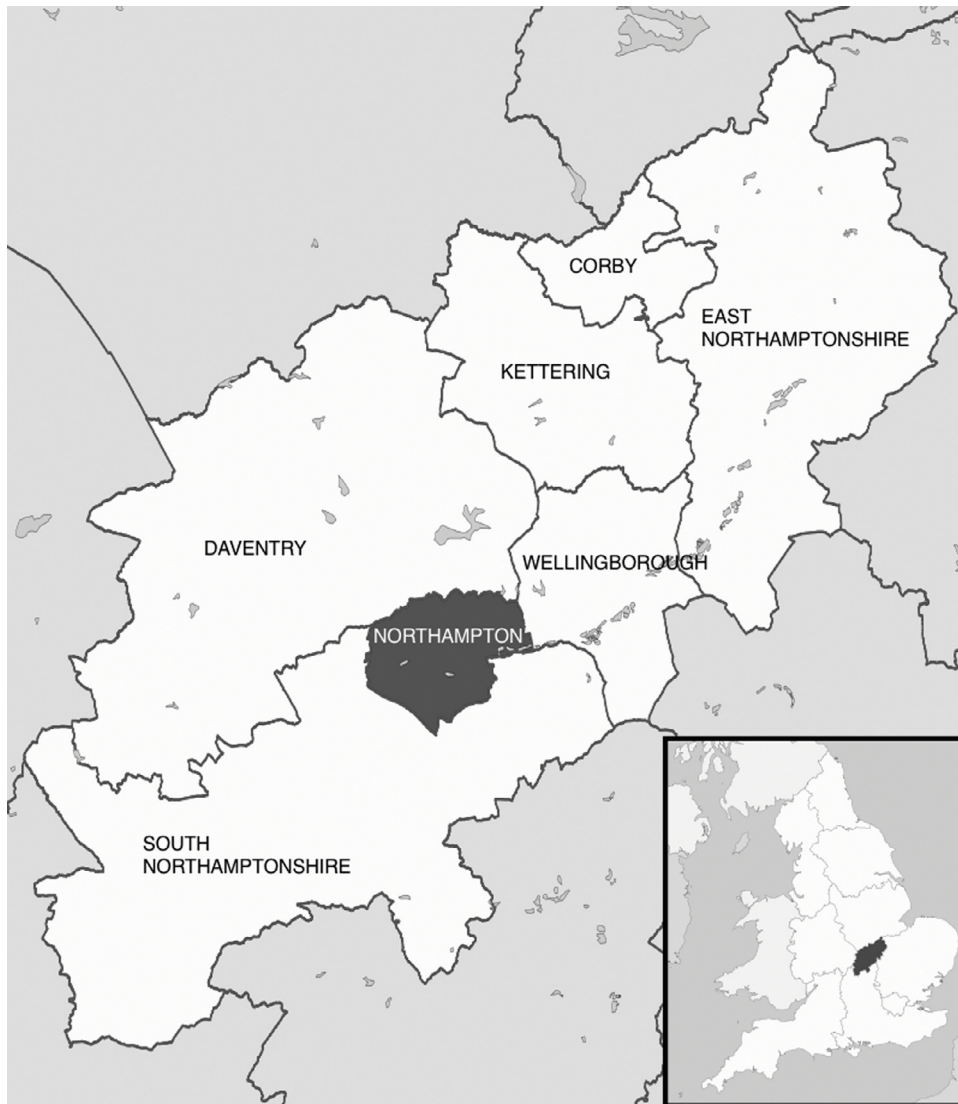 CORBY
EAST
NORTHAMPTONSHIRE
KETTERING
DAVENTRY
WELLINGBOROUGH
NORTHAMPTON
SOUTH
NORTHAMPTONSHIRE